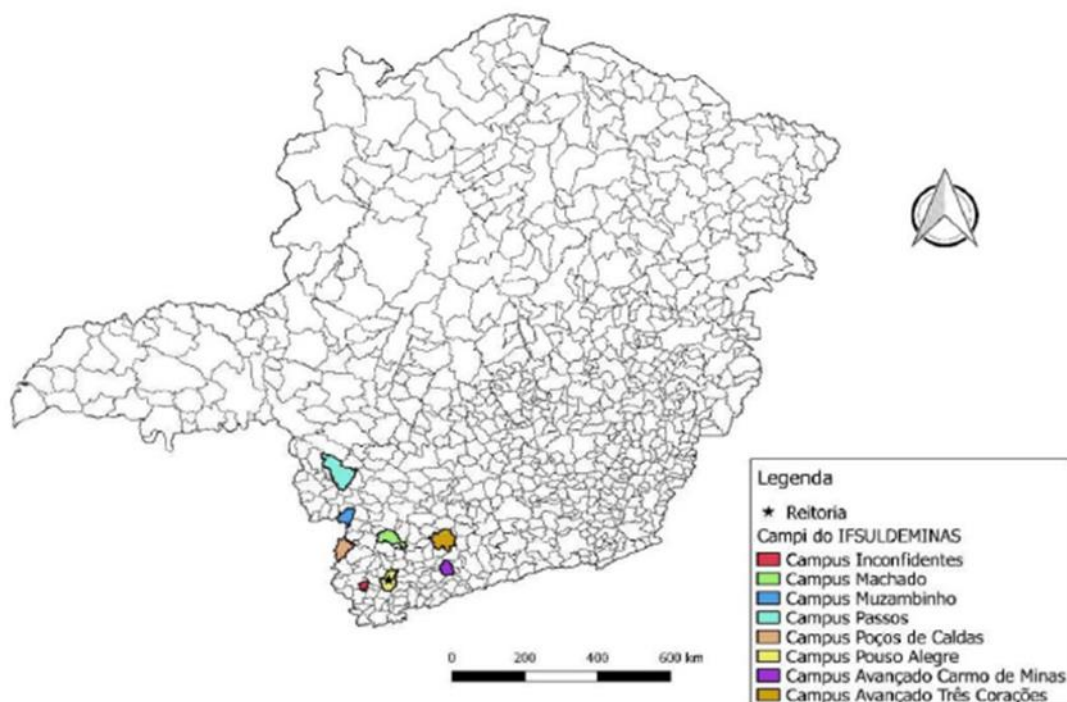 Legenda
★ Reitoria
Campi do IFSULDEMINAS
Campus Inconfidentes
Campus Machado
Campus Muzambinho
Campus Passos
Campus Poços de Caldas
Campus Pouso Alegre
Campus Avançado Carmo de Minas
Campus Avançado Três Corações
0 200 400 600 km